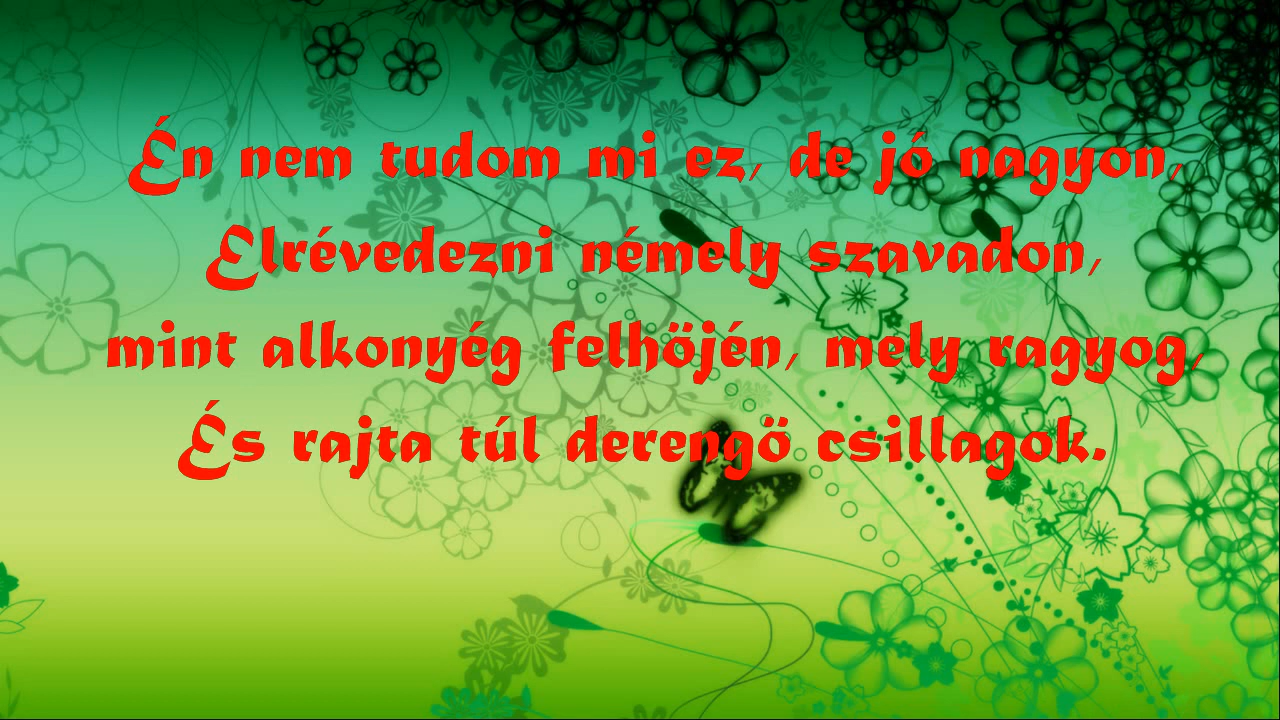 Én nem tudom mi ez, de jó nagyon,
Elrévedezni némely szavadon,
mint alkonyég felhöjén, mely ragyog,
És rajta túl derengö csillagok.